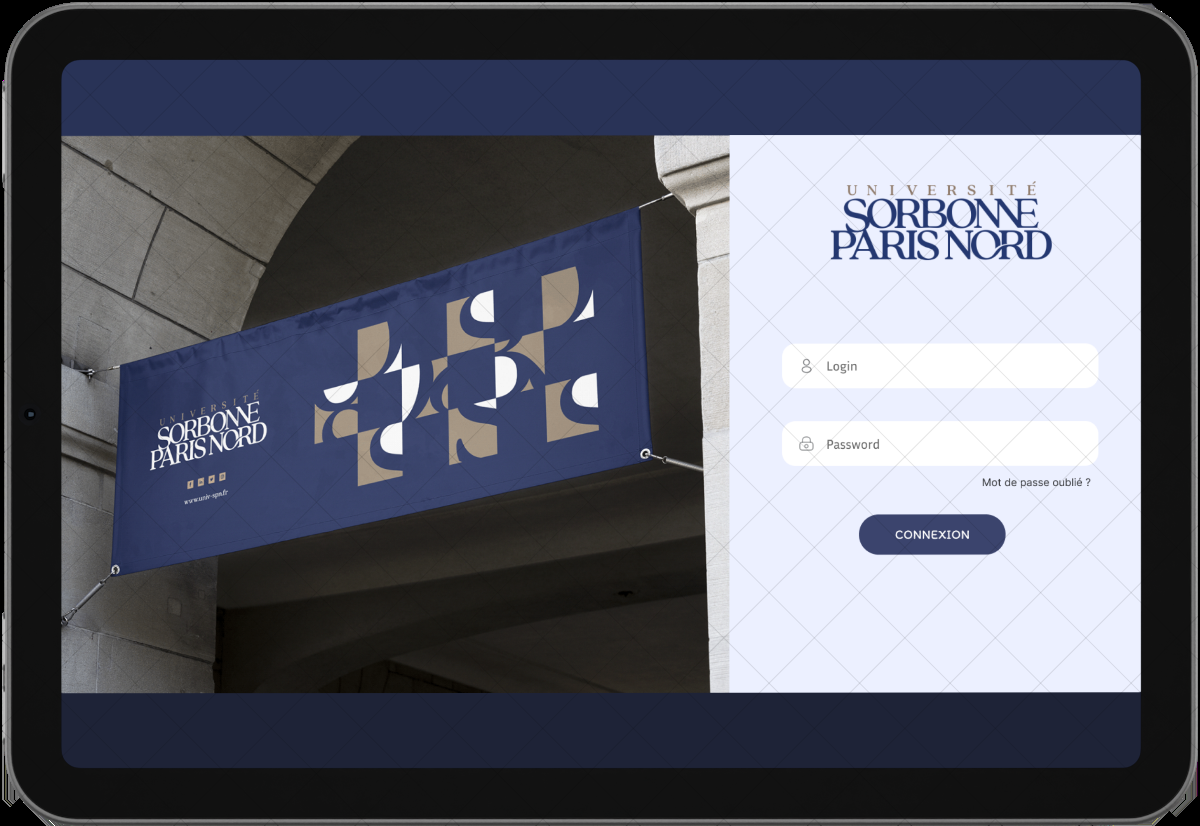 UNIVERSITÉ
SORBONNE
PARIS NORD
www.univ-spn.fr
UNIVERSITÉ
SORBONNE
PARIS NORD
Login
Password
Mot de passe oublié ?
CONNEXION